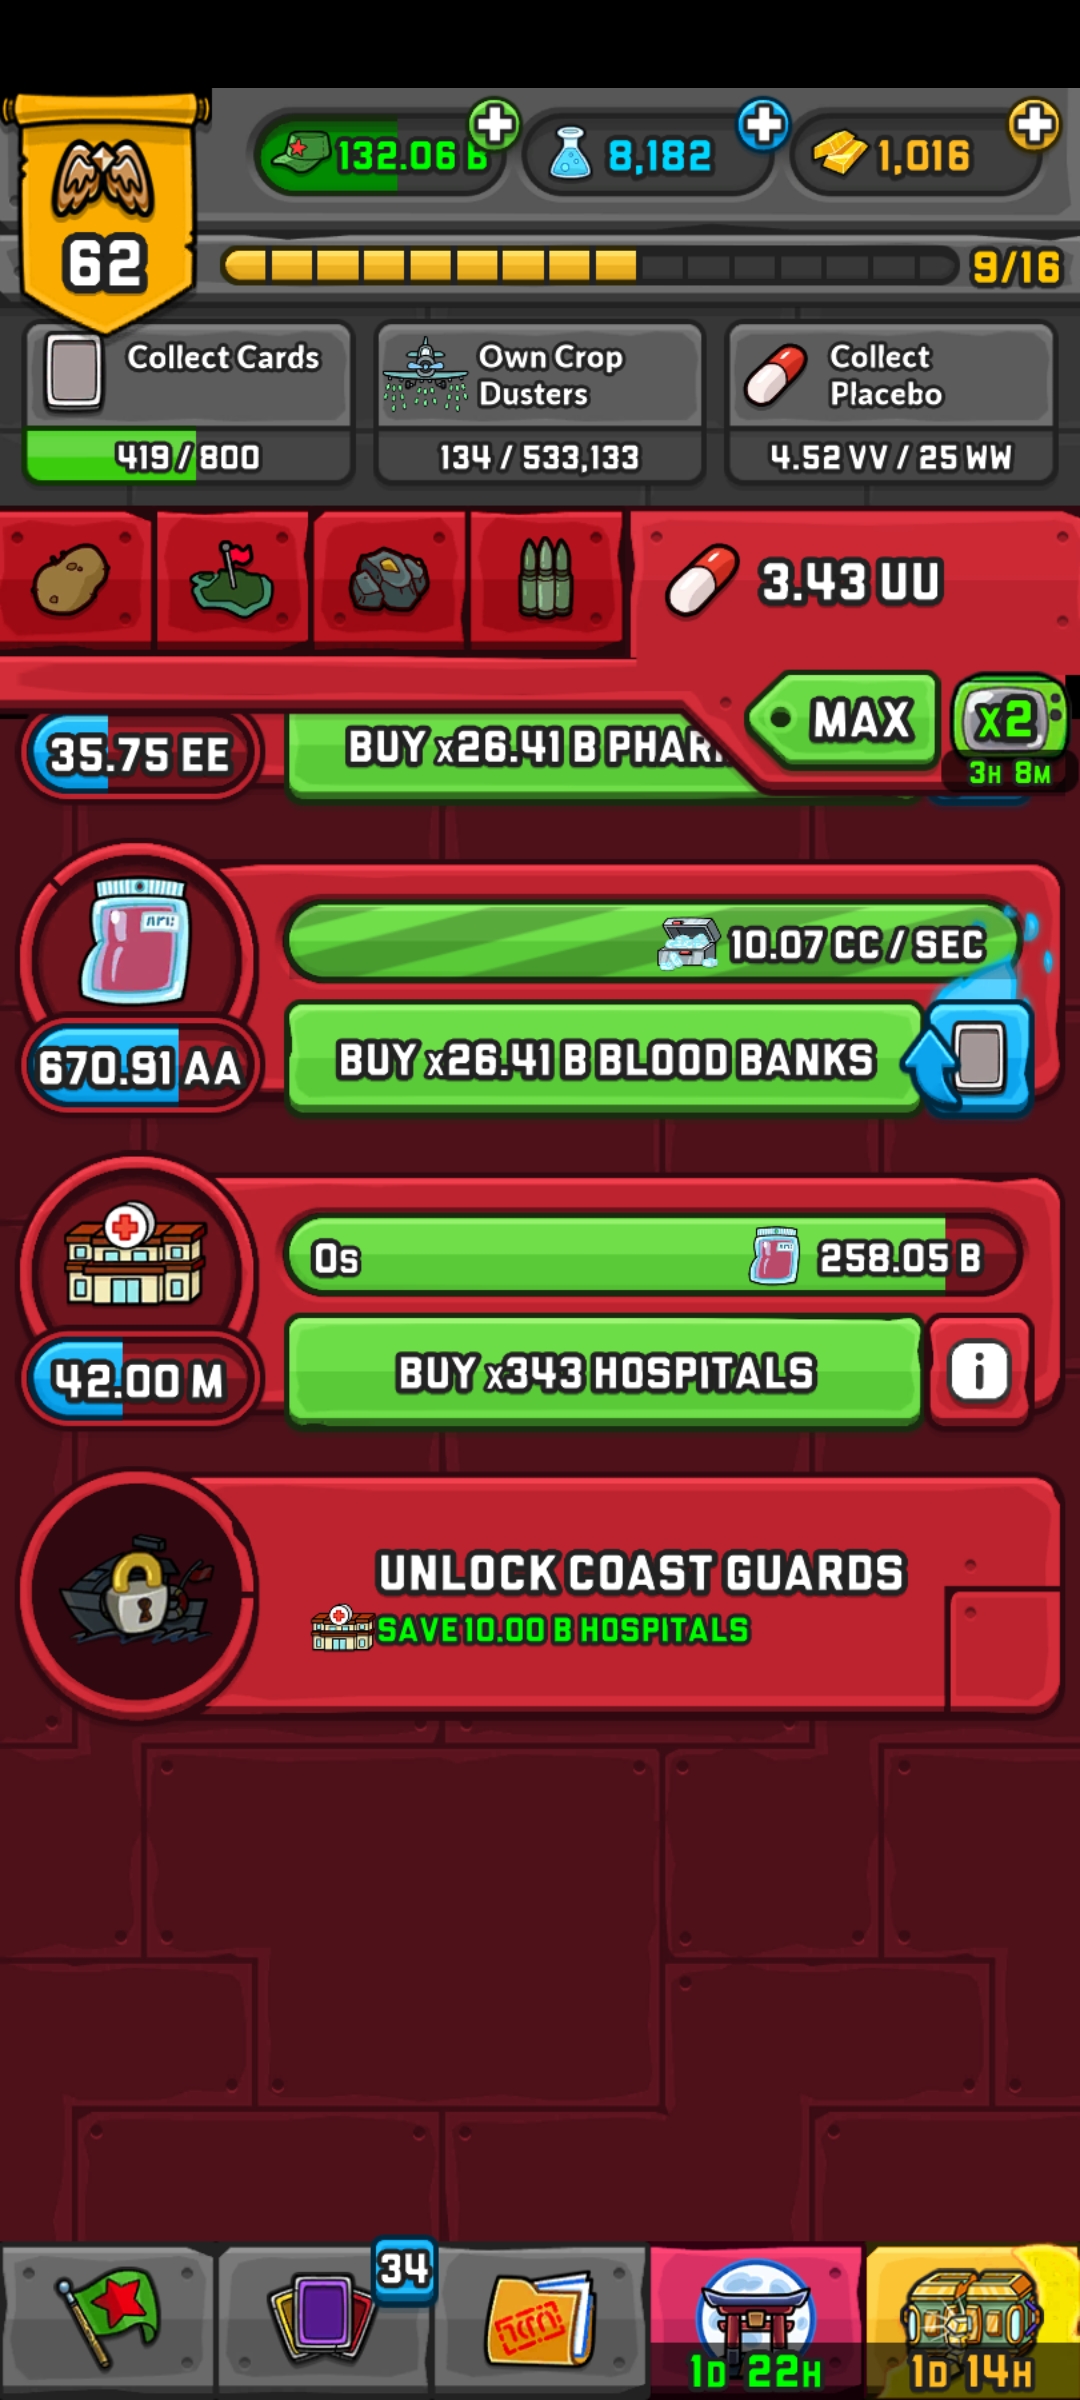 132.06 B
8,182
1,016
62
9/16
Collect Cards
419 / 800
Own Crop
Dusters
134 / 533,133
Collect
Placebo
4.52 VV / 25 WW
3.43 UU
MAX
x2
3H 8M
35.75 EE
BUY x26.41 B PHAR
10.07 CC / SEC
670.91 AA
BUY x26.41 B BLOOD BANKS
0s
258.05 B
42.00 M
BUY x343 HOSPITALS
i
UNLOCK COAST GUARDS
SAVE 10.00 B HOSPITALS
34
1D 22H
1D 14H